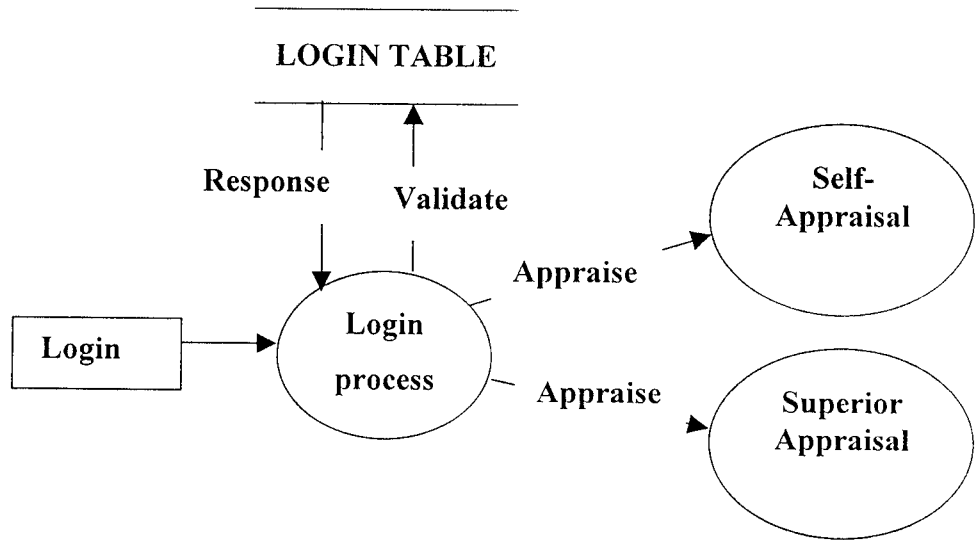 LOGIN TABLE
Response
Validate
Self-
Appraisal
Appraise
Login
Login
process
Appraise
Superior
Appraisal